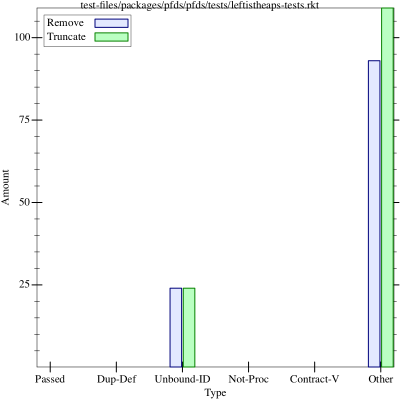 test-files/packages/pfds/pfds/tests/leftistheaps-tests.rkt
Remove
Truncate
100
75
50
25
Amount
Passed Dup-Def Unbound-ID Not-Proc Contract-V Other
Type